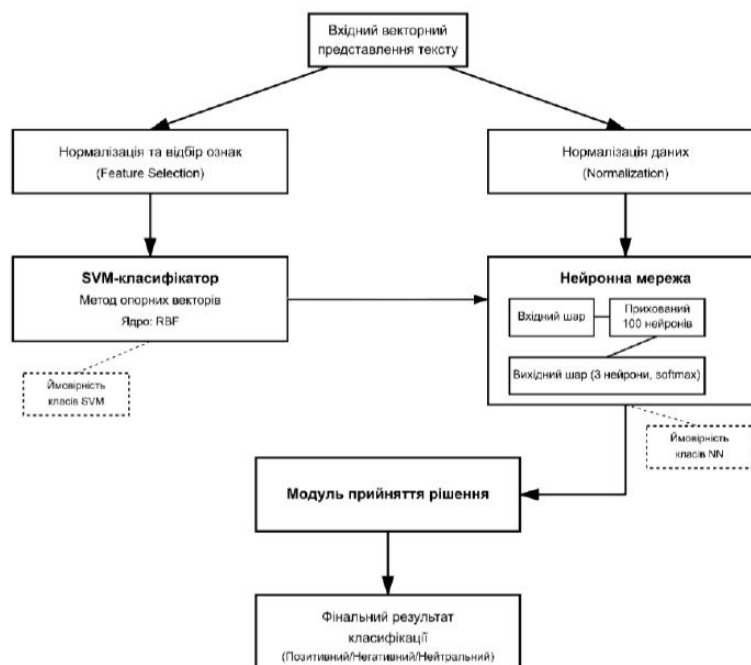 Вхідний векторний
представлення тексту
Нормалізація та відбір ознак
(Feature Selection)
Нормалізація даних
(Normalization)
SVM-класифікатор
Метод опорних векторів
Ядро: RBF
Нейронна мережа
Вхідний шар
Прихований
100 нейронів
Вихідний шар (3 нейрони, softmax)
Ймовірність
класів SVM
Ймовірність
класів NN
Модуль прийняття рішення
Фінальний результат
класифікації
(Позитивний/Негативний/Нейтральний)